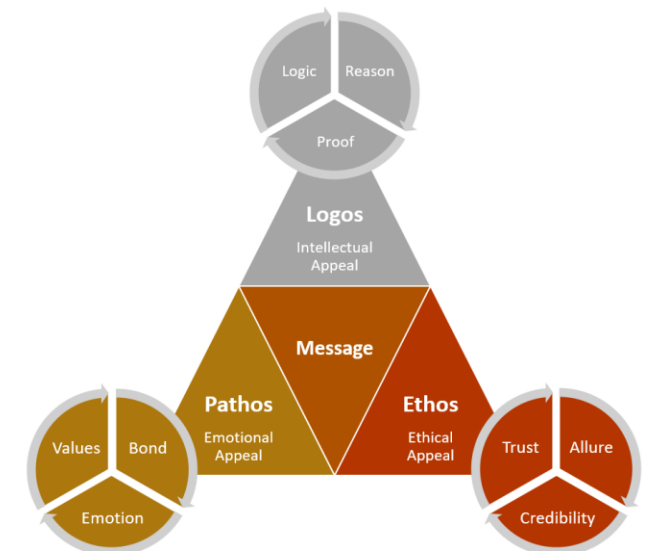 Logic
Reason
Proof
Logos
Intellectual
Appeal
Message
Pathos
Emotional
Appeal
Ethos
Ethical
Appeal
Values
Bond
Emotion
Trust
Allure
Credibility